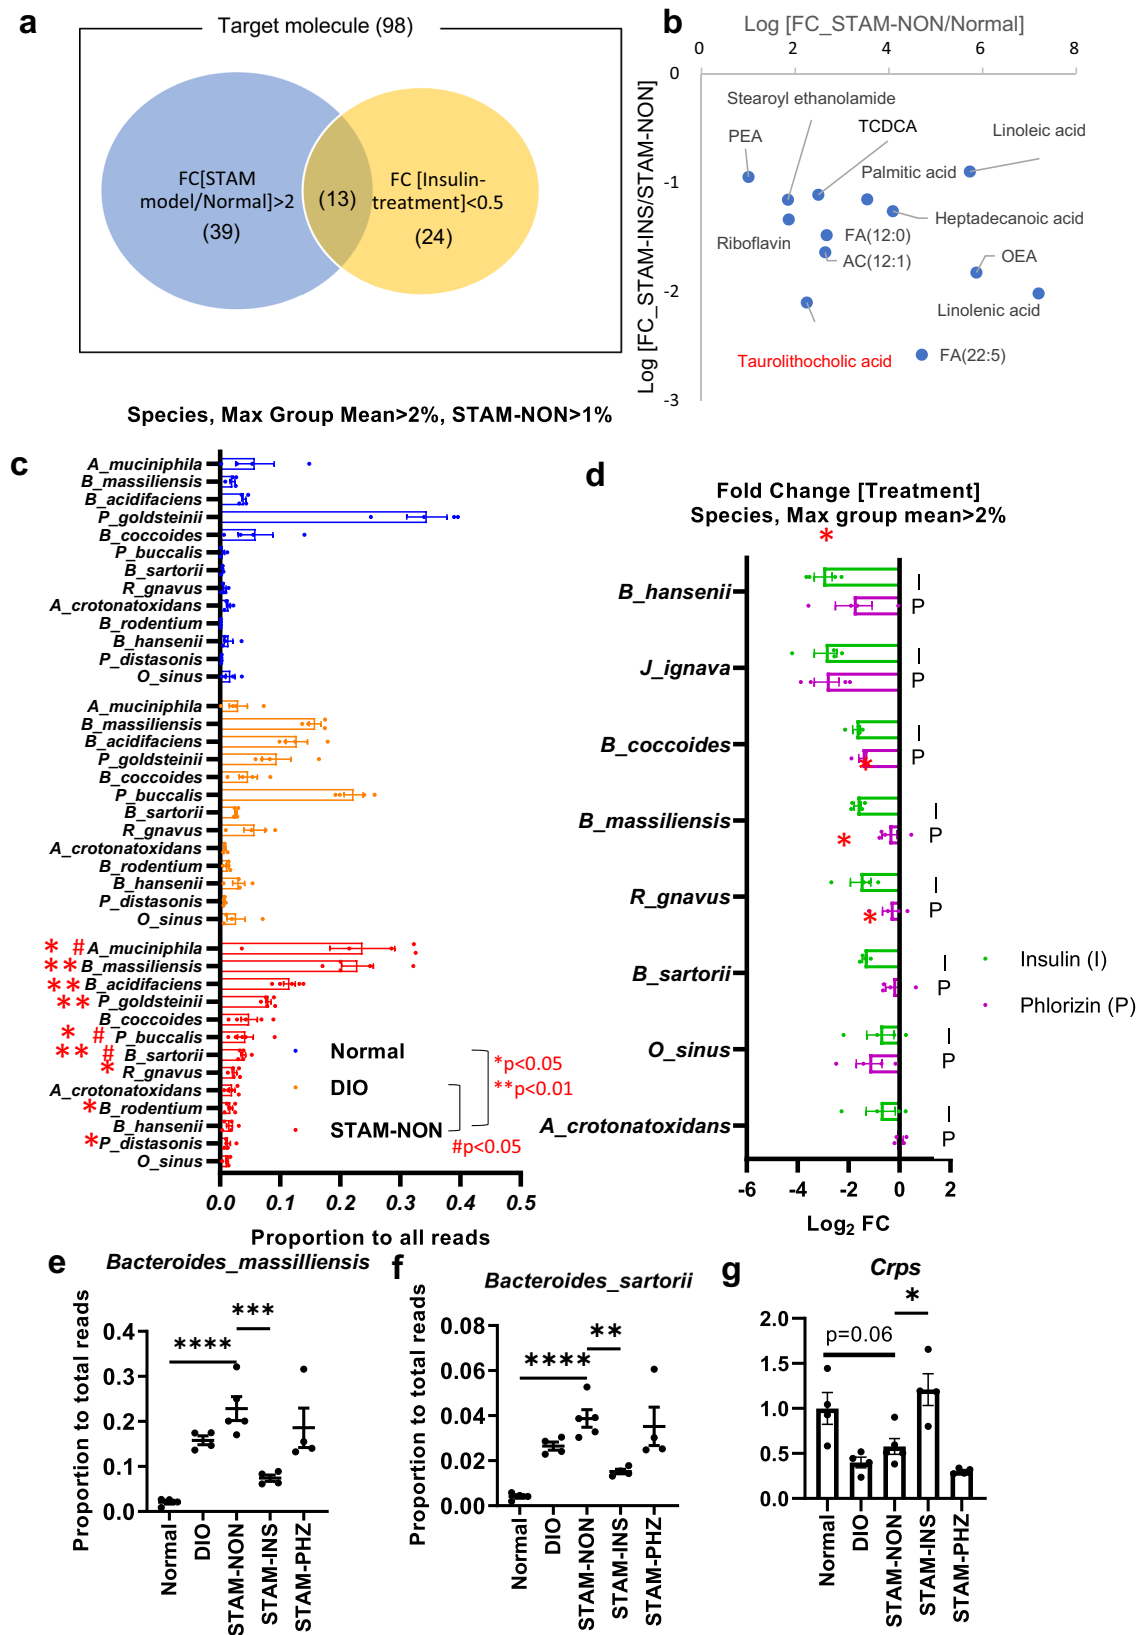 a
Target molecule (98)
FC[STAM
model/Normal]>2
(39)
(13)
FC [Insulin-
treatment]<0.5
(24)
b
Log [FC_STAM-NON/Normal]
0
2
4
6
8
0
-1
-2
-3
Log [FC_STAM-INS/STAM-NON]
Stearoyl ethanolamide
TCDCA
Linoleic acid
PEA
Palmitic acid
Heptadecanoic acid
Riboflavin
FA(12:0)
AC(12:1)
OEA
Linolenic acid
Taurolithocholic acid
FA(22:5)
Species, Max Group Mean>2%, STAM-NON>1%
c
A_muciniphila
B_massiliensis
B_acidifaciens
P_goldsteinii
B_coccoides
P_buccalis
B_sartorii
R_gnavus
A_crotonatoxidans
B_rodentium
B_hansenii
P_distasonis
O_sinus
A_muciniphila
B_massiliensis
B_acidifaciens
P_goldsteinii
B_coccoides
P_buccalis
B_sartorii
R_gnavus
A_crotonatoxidans
B_rodentium
B_hansenii
P_distasonis
O_sinus
* # A_muciniphila
** B_massiliensis
** B_acidifaciens
** P_goldsteinii
B_coccoides
* # P_buccalis
** # B_sartorii
* R_gnavus
A_crotonatoxidans
* B_rodentium
B_hansenii
* P_distasonis
O_sinus
Normal
DIO
STAM-NON
*p<0.05
**p<0.01
#p<0.05
0.0
0.1
0.2
0.3
0.4
0.5
Proportion to all reads
d
Fold Change [Treatment]
Species, Max group mean>2%
*
B_hansenii
I
P
J_ignava
I
P
B_coccoides
I
P
*
B_massiliensis
I
P
*
R_gnavus
I
P
*
B_sartorii
I
P
O_sinus
I
P
A_crotonatoxidans
I
P
Insulin (I)
Phlorizin (P)
-6
-4
-2
0
2
Log₂ FC
e
Bacteroides_massilliensis
Proportion to total reads
0.4
0.3
0.2
0.1
0.0
****
***
Normal
DIO
STAM-NON
STAM-INS
STAM-PHZ
f
Bacteroides_sartorii
Proportion to total reads
0.08
0.06
0.04
0.02
0.00
****
**
Normal
DIO
STAM-NON
STAM-INS
STAM-PHZ
g
Crps
2.0
1.5
1.0
0.5
0.0
p=0.06
*
Normal
DIO
STAM-NON
STAM-INS
STAM-PHZ